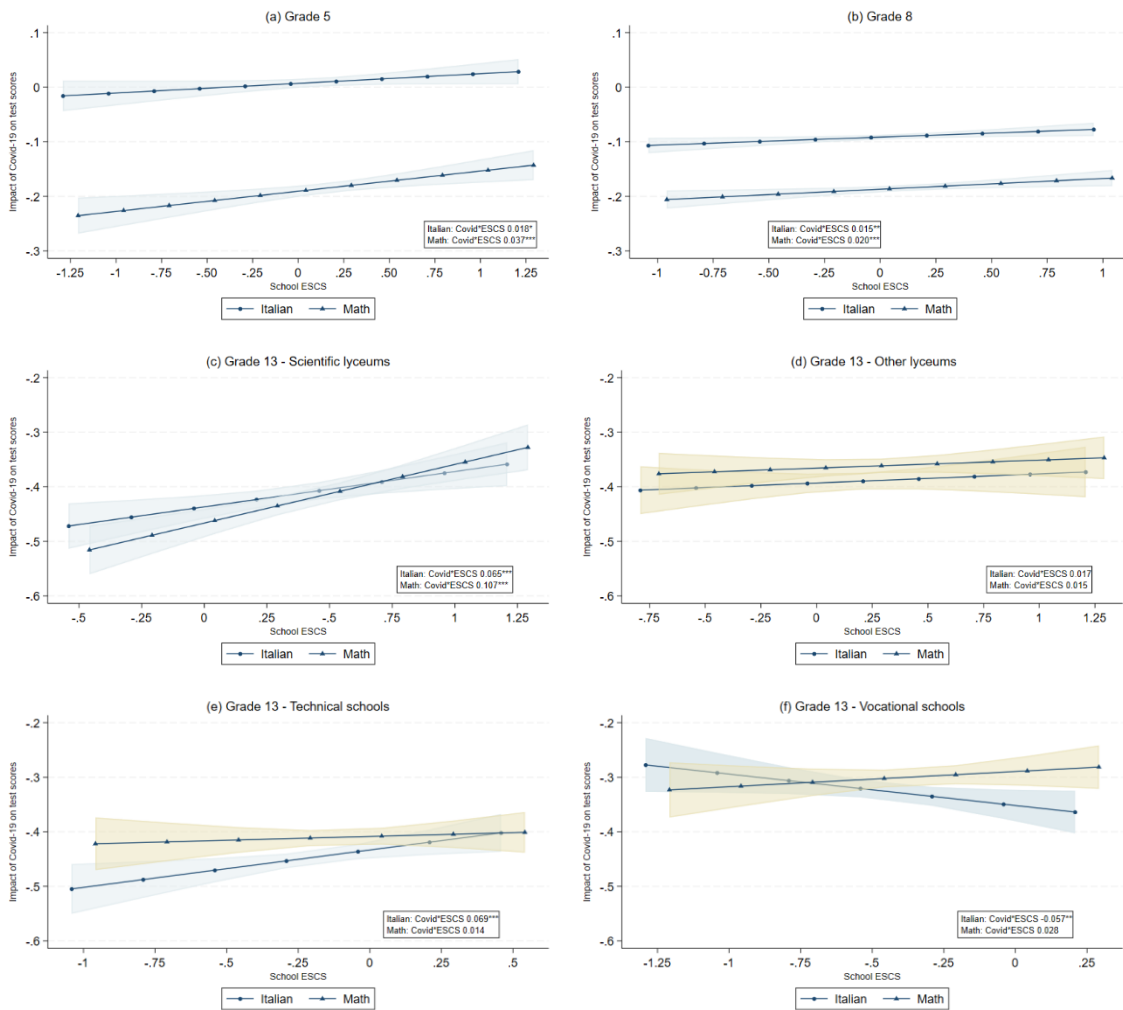 (a) Grade 5
Impact of Covid-19 on test scores
.1
0
-.1
-.2
-.3
Italian: Covid*ESCS 0.018*
Math: Covid*ESCS 0.037***
-1.25 -1 -.75 -.50 -.25 0 .25 .50 .75 1 1.25
School ESCS
Italian Math
(b) Grade 8
Impact of Covid-19 on test scores
.1
0
-.1
-.2
-.3
Italian: Covid*ESCS 0.015**
Math: Covid*ESCS 0.020***
-1 -0.75 -.50 -.25 0 .25 .50 .75 1
School ESCS
Italian Math
(c) Grade 13 - Scientific lyceums
Impact of Covid-19 on test scores
-.2
-.3
-.4
-.5
-.6
Italian: Covid*ESCS 0.065***
Math: Covid*ESCS 0.107***
-.5 -.25 0 .25 .5 .75 1 1.25
School ESCS
Italian Math
(d) Grade 13 - Other lyceums
Impact of Covid-19 on test scores
-.2
-.3
-.4
-.5
-.6
Italian: Covid*ESCS 0.017
Math: Covid*ESCS 0.015
-.75 -.5 -.25 0 .25 .5 .75 1 1.25
School ESCS
Italian Math
(e) Grade 13 - Technical schools
Impact of Covid-19 on test scores
-.2
-.3
-.4
-.5
-.6
Italian: Covid*ESCS 0.069***
Math: Covid*ESCS 0.014
-1 -.75 -.5 -.25 0 .25 .5
School ESCS
Italian Math
(f) Grade 13 - Vocational schools
Impact of Covid-19 on test scores
-.2
-.3
-.4
-.5
-.6
Italian: Covid*ESCS -0.057**
Math: Covid*ESCS 0.028
-1.25 -1 -.75 -.5 -.25 0 .25
School ESCS
Italian Math